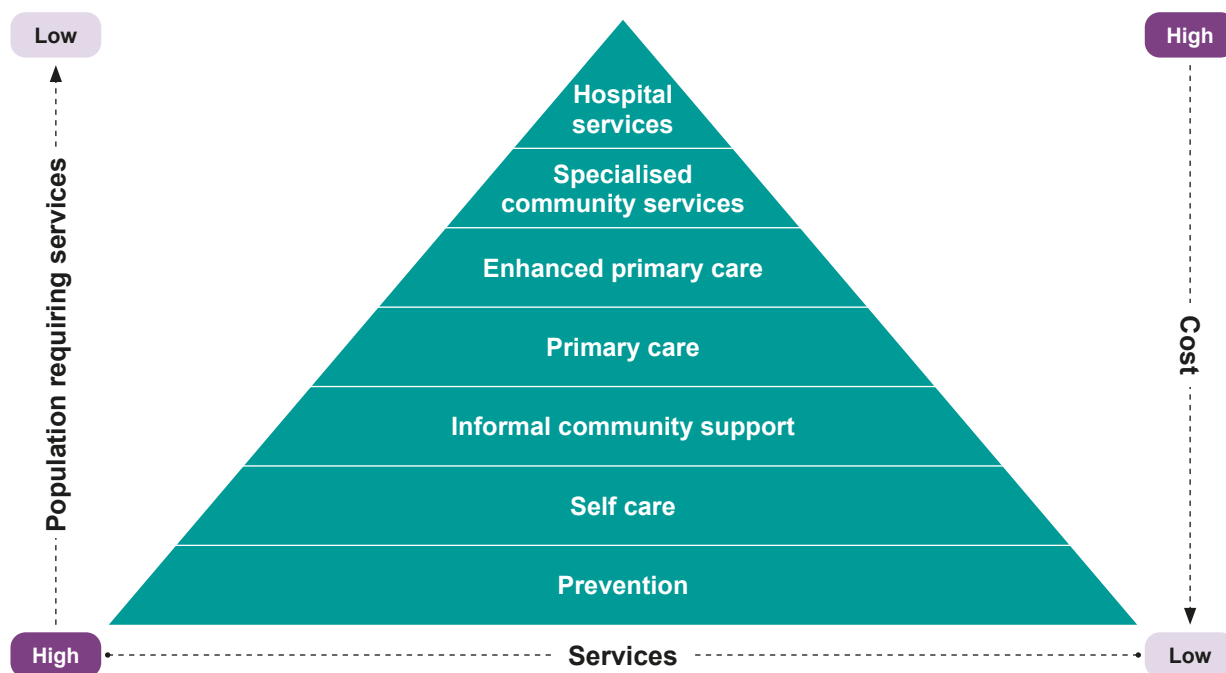 Low
High
Hospital
services
Specialised
community services
Enhanced primary care
Primary care
Informal community support
Self care
Prevention
Population requiring services
Cost
High
Services
Low